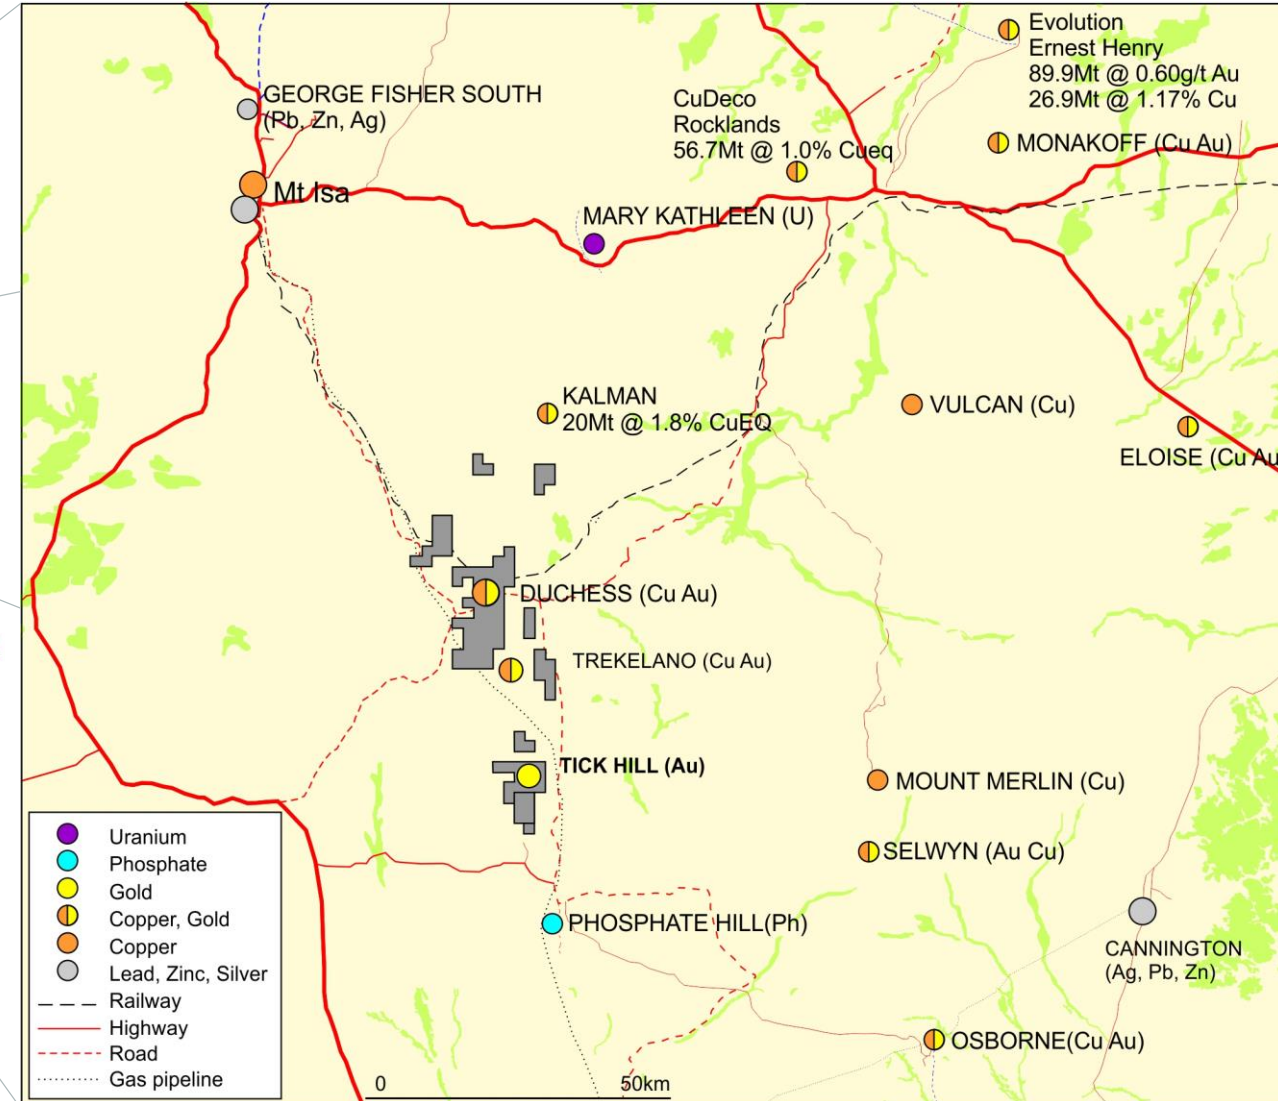 Evolution
Ernest Henry
89.9Mt @ 0.60g/t Au
26.9Mt @ 1.17% Cu
GEORGE FISHER SOUTH
(Pb, Zn, Ag)
CuDeco
Rocklands
56.7Mt @ 1.0% Cueq
MONAKOFF (Cu Au)
Mt Isa
MARY KATHLEEN (U)
KALMAN
20Mt @ 1.8% CuEQ
VULCAN (Cu)
ELOISE (Cu Au
DUCHESS (Cu Au)
TREKELANO (Cu Au)
TICK HILL (Au)
MOUNT MERLIN (Cu)
SELWYN (Au Cu)
PHOSPHATE HILL(Ph)
CANNINGTON
(Ag, Pb, Zn)
OSBORNE(Cu Au)
Uranium
Phosphate
Gold
Copper, Gold
Copper
Lead, Zinc, Silver
Railway
Highway
Road
Gas pipeline
0 50km